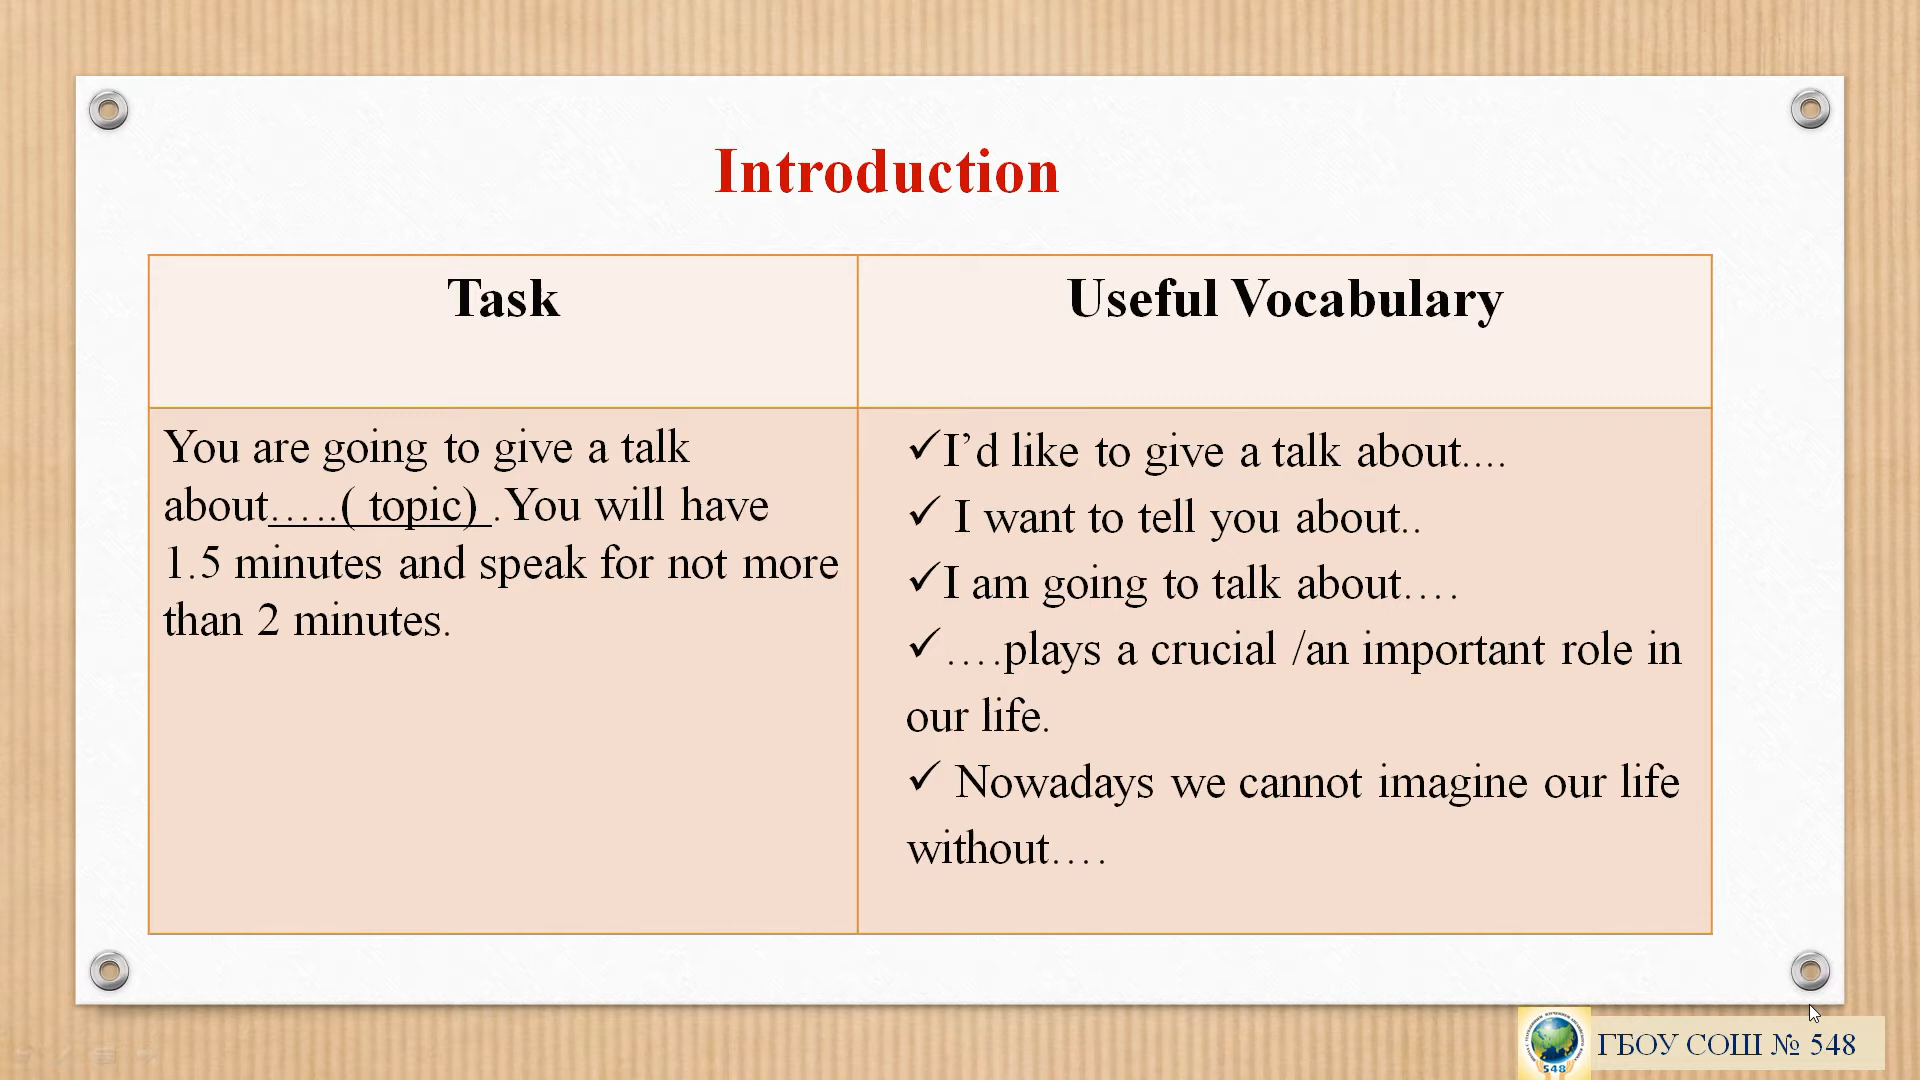 Introduction
Task
Useful Vocabulary
You are going to give a talk
about…..( topic) .You will have
1.5 minutes and speak for not more
than 2 minutes.
✓I’d like to give a talk about....
✓ I want to tell you about..
✓I am going to talk about….
✓….plays a crucial /an important role in
our life.
✓ Nowadays we cannot imagine our life
without….
ГБОУ СОШ № 548
548